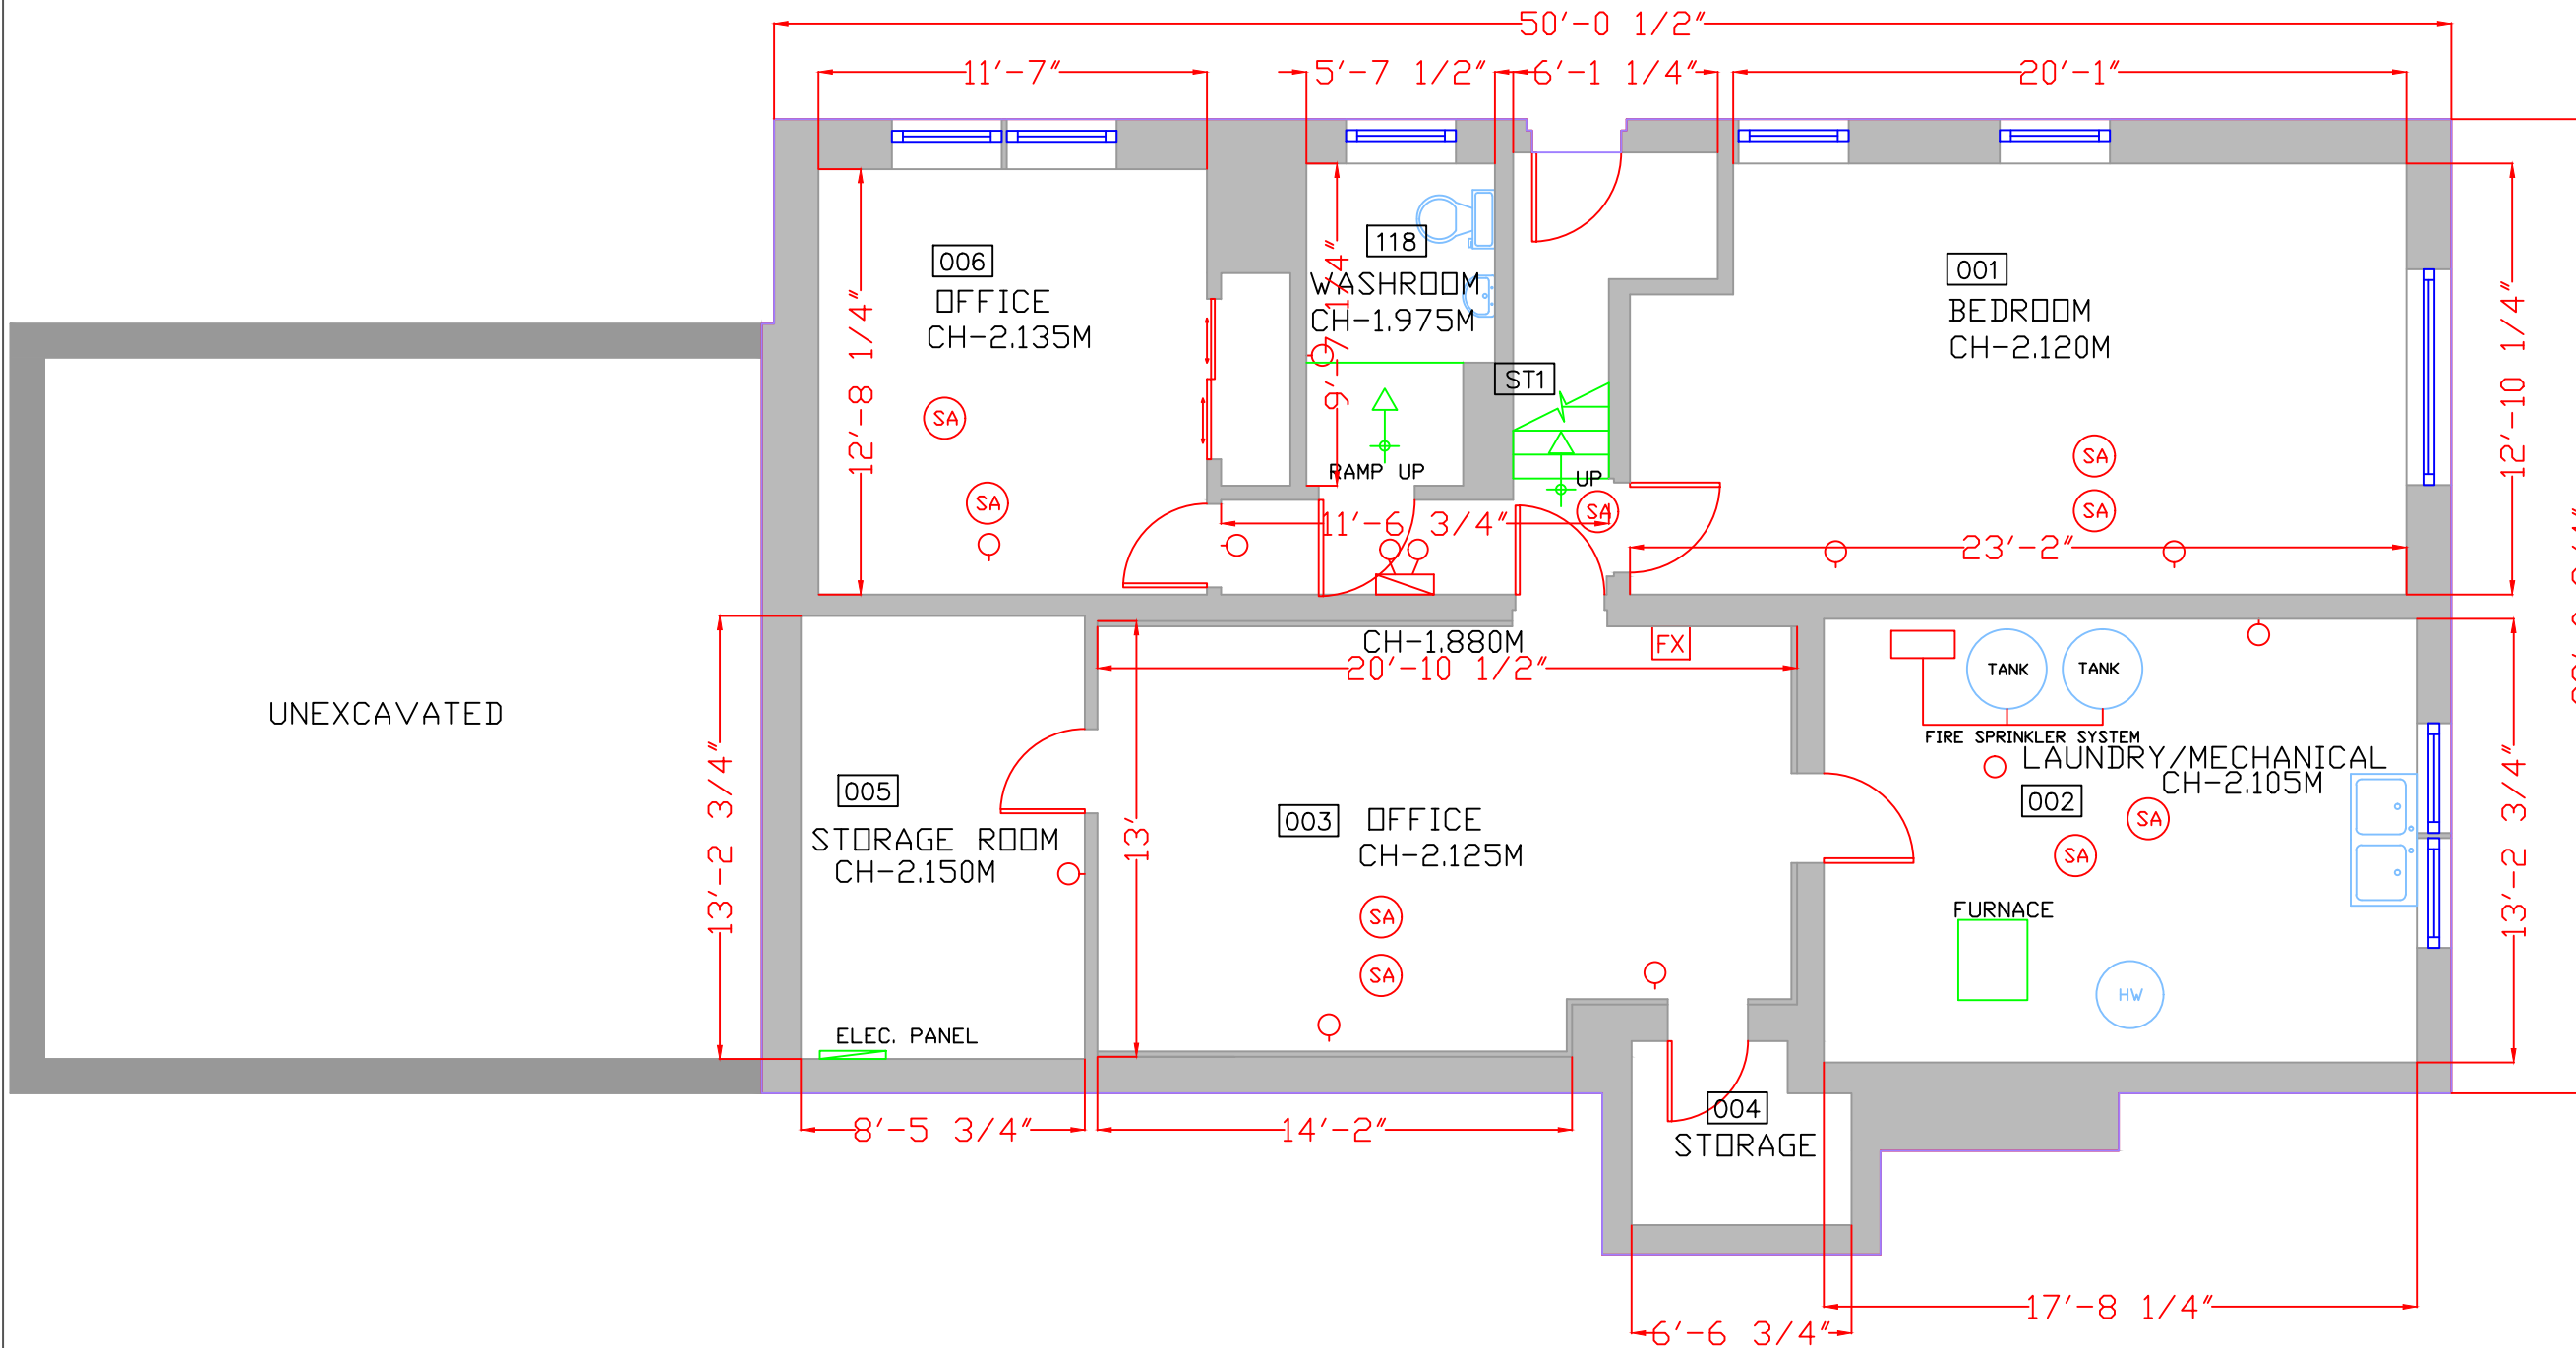 50'-0 1/2"
11'-7"
5'-7 1/2"
6'-1 1/4"
20'-1"
006
OFFICE
CH-2.135M
12'-8 1/4"
SA
SA
118
WASHROOM
CH-1.975M
9'-7 1/4"
RAMP UP
ST1
UP
SA
11'-6 3/4"
001
BEDROOM
CH-2.120M
12'-10 1/4"
SA
SA
23'-2"
UNEXCAVATED
13'-2 3/4"
005
STORAGE ROOM
CH-2.150M
ELEC. PANEL
8'-5 3/4"
CH-1.880M
20'-10 1/2"
FX
13'
003
OFFICE
CH-2.125M
SA
SA
14'-2"
TANK
TANK
FIRE SPRINKLER SYSTEM
LAUNDRY/MECHANICAL
CH-2.105M
002
SA
SA
FURNACE
HW
13'-2 3/4"
004
STORAGE
17'-8 1/4"
6'-6 3/4"